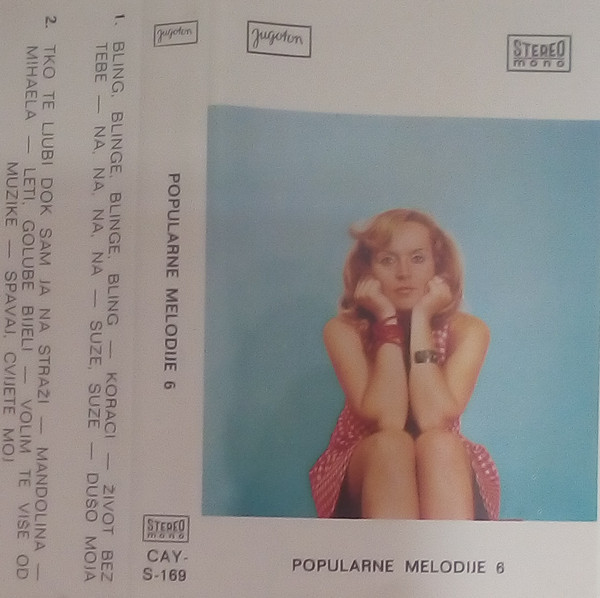 1. BLING, BLINGE, BLINGE, BLING — KORACI — ŽIVOT BEZ
TEBE — NA, NA, NA, NA — SUZE, SUZE — DUŠO MOJA
2. TKO TE LJUBI DOK SAM JA NA STRAŽI — MANDOLINA —
MIHAELA — LETI, GOLUBE BIJELI — VOLIM TE VIŠE OD
MUZIKE — SPAVAJ, CVIJETE MOJ
Jugoton
POPULARNE MELODIJE 6
STEREO
mono
CAY-
S-169
Jugoton
STEREO
mono
POPULARNE MELODIJE 6